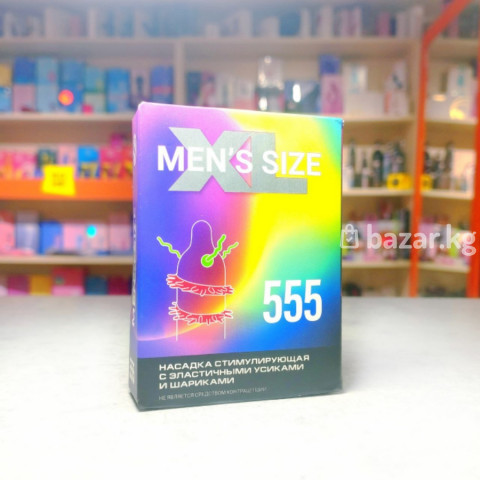 XL
MEN'S SIZE
bazar.kg
555
НАСАДКА СТИМУЛИРУЮЩАЯ
С ЭЛАСТИЧНЫМИ УСИКАМИ
И ШАРИКАМИ
НЕ ЯВЛЯЕТСЯ СРЕДСТВОМ КОНТРАЦЕПЦИИ